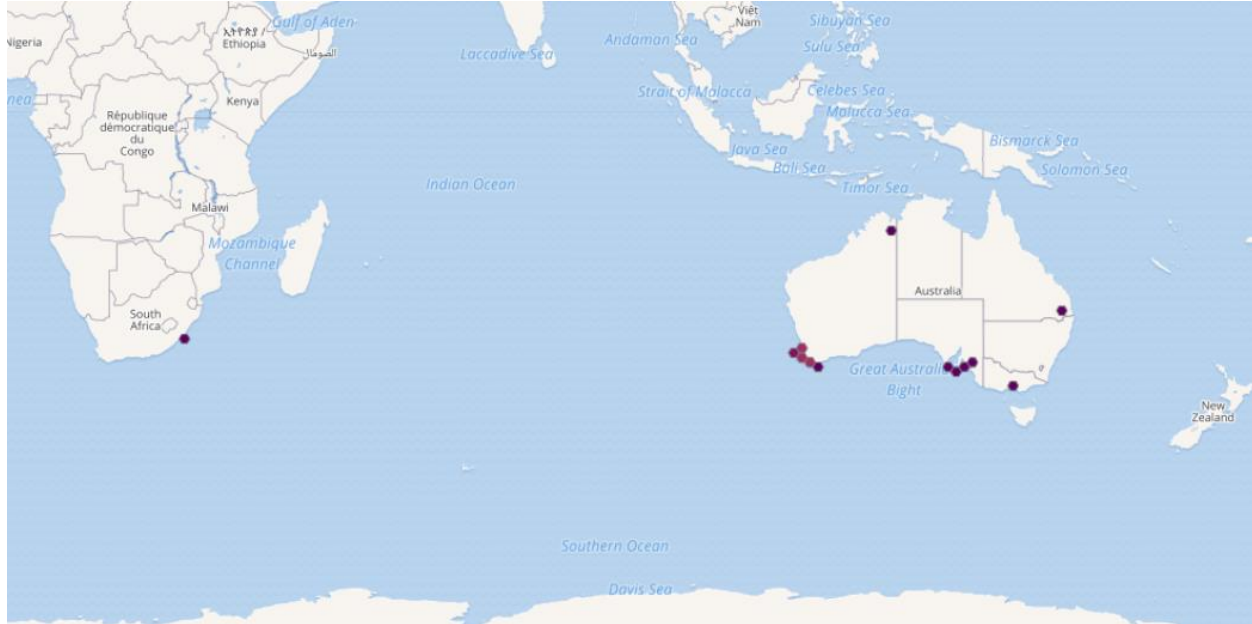 Gulf of Aden
Nigeria
ኢትዮጵያ /
Ethiopia
الصومال
Laccadive Sea
Andaman Sea
Việt
Nam
Sibuyan Sea
Sulu Sea
Kenya
République
démocratique
du
Congo
Strait of Malacca
Celebes Sea
Molucca Sea
Java Sea
Bali Sea
Bismarck Sea
Solomon Sea
Indian Ocean
Timor Sea
Malawi
Mozambique
Channel
Australia
South
Africa
Great Australi
Bight
New
Zealand
Southern Ocean
Davis Sea